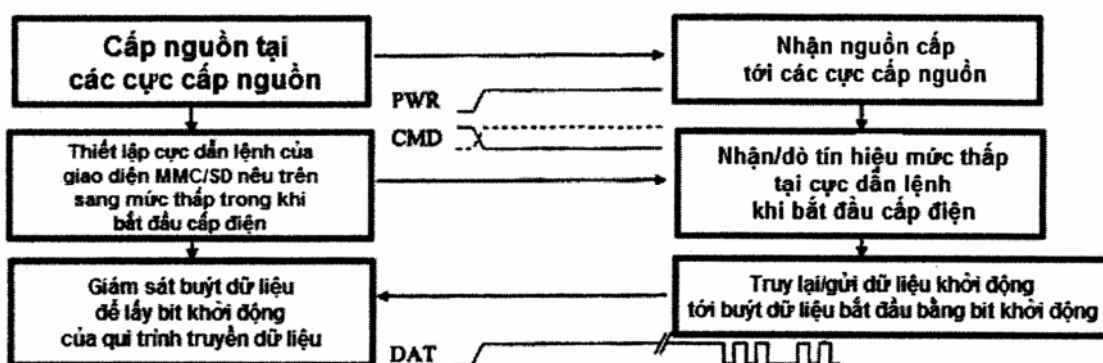 Cấp nguồn tại
các cực cấp nguồn
Nhận nguồn cấp
tới các cực cấp nguồn
PWR
CMD
Thiết lập cực dẫn lệnh của
giao diện MMC/SD nêu trên
sang mức thấp trong khi
bắt đầu cấp điện
Nhận/dò tín hiệu mức thấp
tại cực dẫn lệnh
khi bắt đầu cấp điện
Giám sát buýt dữ liệu
để lấy bit khởi động
của qui trình truyền dữ liệu
Truy lại/gửi dữ liệu khởi động
tới buýt dữ liệu bắt đầu bằng bit khởi động
DAT